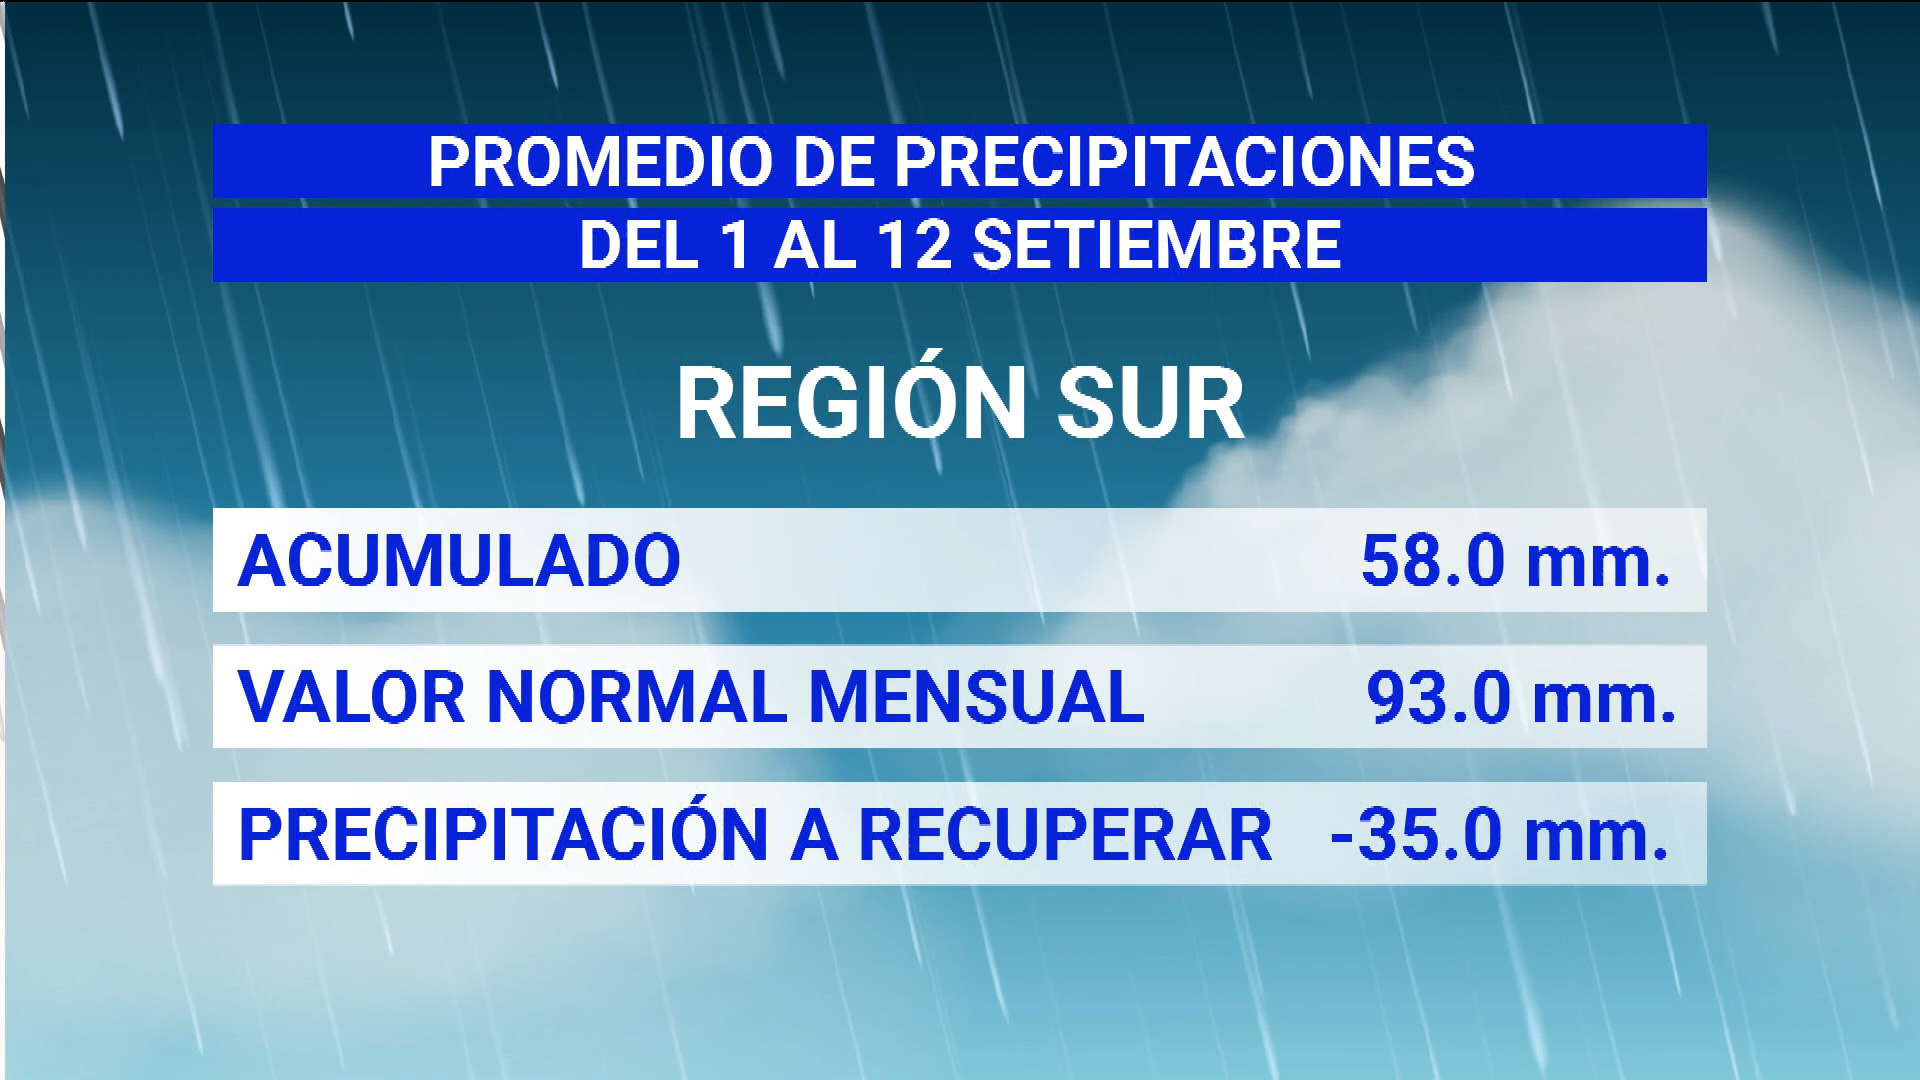 PROMEDIO DE PRECIPITACIONES
DEL 1 AL 12 SETIEMBRE
REGIÓN SUR
ACUMULADO 58.0 mm.
VALOR NORMAL MENSUAL 93.0 mm.
PRECIPITACIÓN A RECUPERAR -35.0 mm.